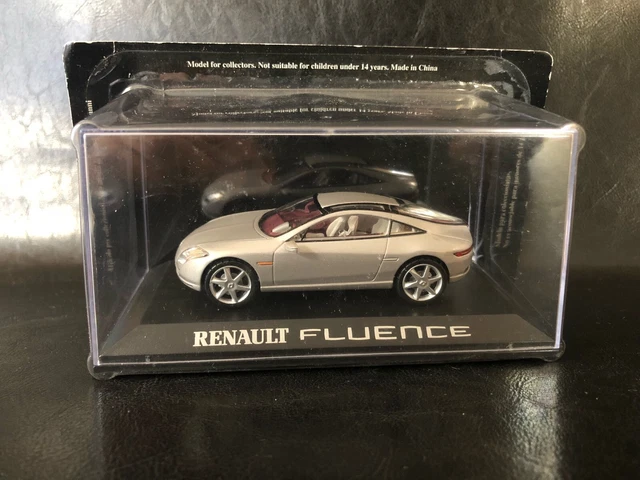 Model for collectors. Not suitable for children under 14 years. Made in China
RENAULT FLUENCE